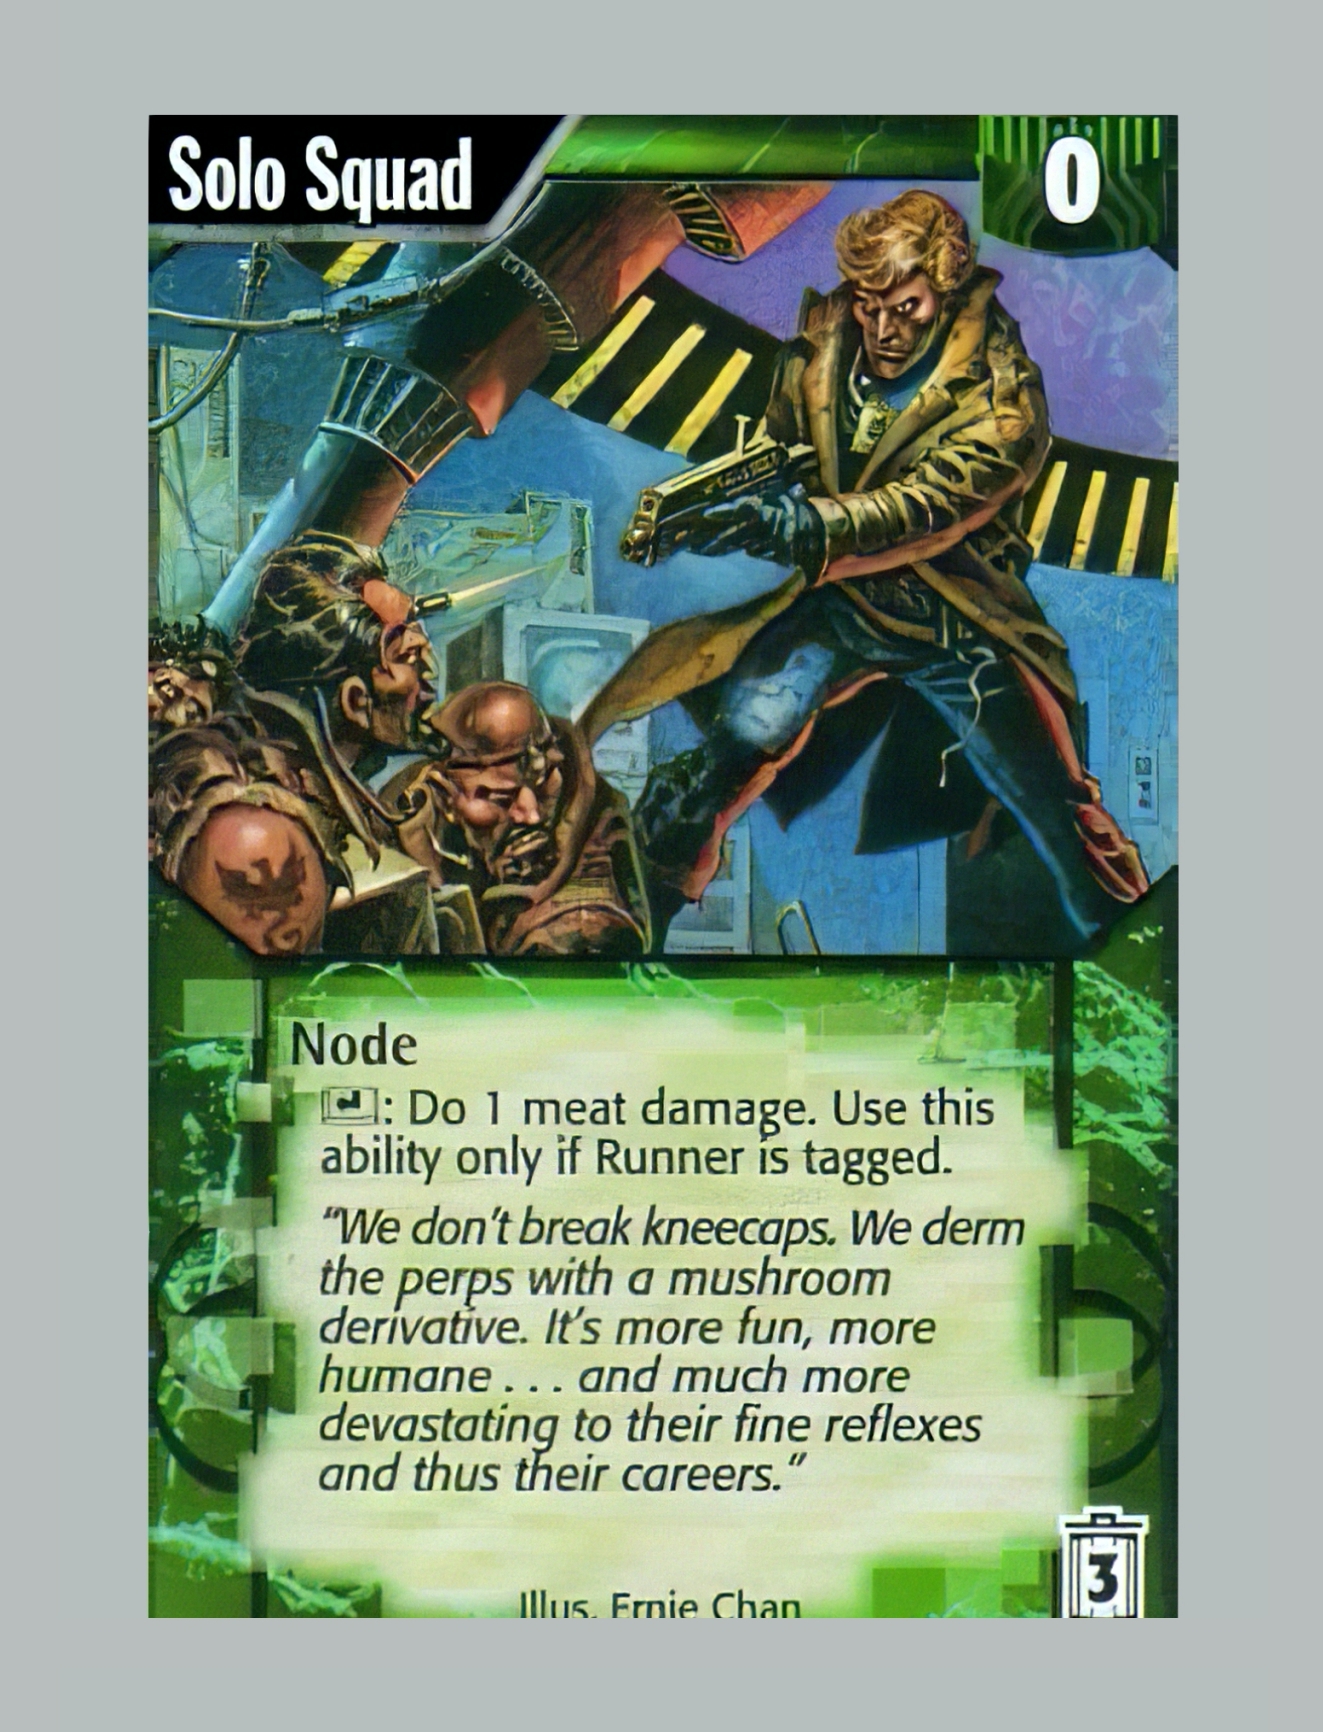 Solo Squad
0
Node
: Do 1 meat damage. Use this
ability only if Runner is tagged.
“We don’t break kneecaps. We derm
the perps with a mushroom
derivative. It’s more fun, more
humane . . . and much more
devastating to their fine reflexes
and thus their careers.”
3
Illus. Ernie Chan